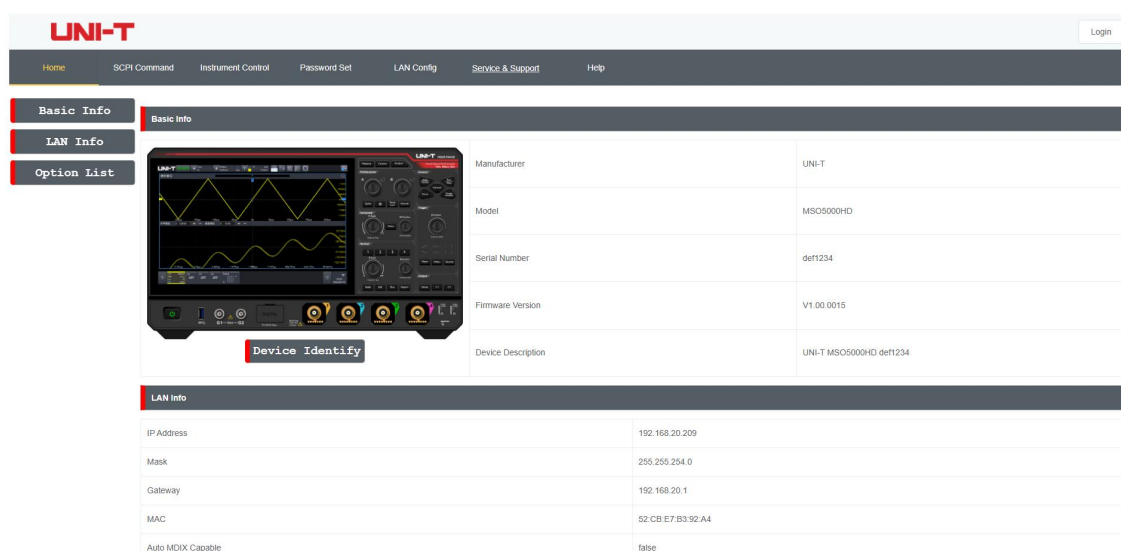 UNI-T
Login
Home SCPI Command Instrument Control Password Set LAN Config Service & Support Help
Basic Info
LAN Info
Option List
Basic Info
UNI-T
UNI-T
Device Identify
Manufacturer UNI-T
Model MSO5000HD
Serial Number def1234
Firmware Version V1.00.0015
Device Description UNI-T MSO5000HD def1234
LAN Info
IP Address 192.168.20.209
Mask 255.255.254.0
Gateway 192.168.20.1
MAC 52:CB:E7:B3:92:A4
Auto MDIX Capable false